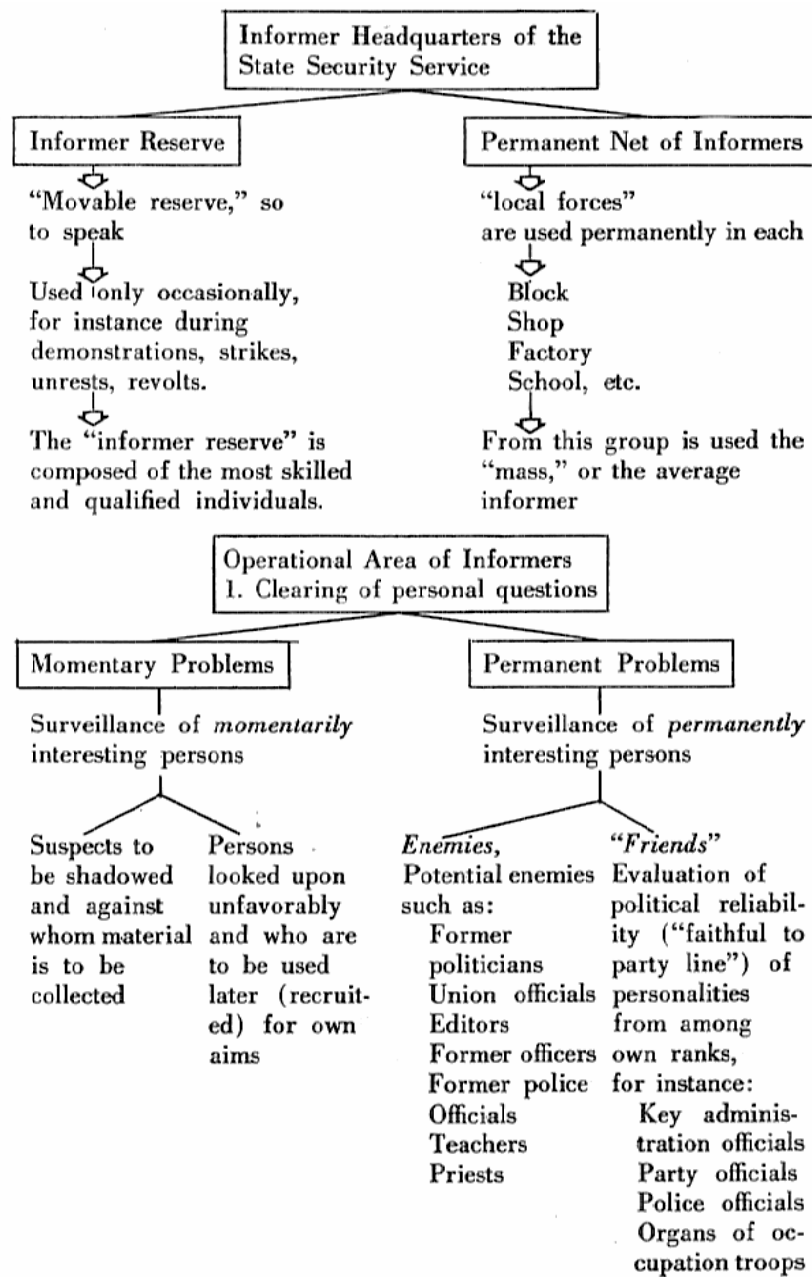 Informer Headquarters of the
State Security Service
Informer Reserve
"Movable reserve," so
to speak
Used only occasionally,
for instance during
demonstrations, strikes,
unrests, revolts.
The "informer reserve" is
composed of the most skilled
and qualified individuals.
Permanent Net of Informers
"local forces"
are used permanently in each
Block
Shop
Factory
School, etc.
From this group is used the
"mass," or the average
informer
Operational Area of Informers
1. Clearing of personal questions
Momentary Problems
Surveillance of momentarily
interesting persons
Suspects to
be shadowed
and against
whom material
is to be
collected
Persons
looked upon
unfavorably
and who are
to be used
later (recruit-
ed) for own
aims
Permanent Problems
Surveillance of permanently
interesting persons
Enemies,
Potential enemies
such as:
Former
politicians
Union officials
Editors
Former officers
Former police
Officials
Teachers
Priests
"Friends"
Evaluation of
political reliabil-
ity ("faithful to
party line") of
personalities
from among
own ranks,
for instance:
Key adminis-
tration officials
Party officials
Police officials
Organs of oc-
cupation troops